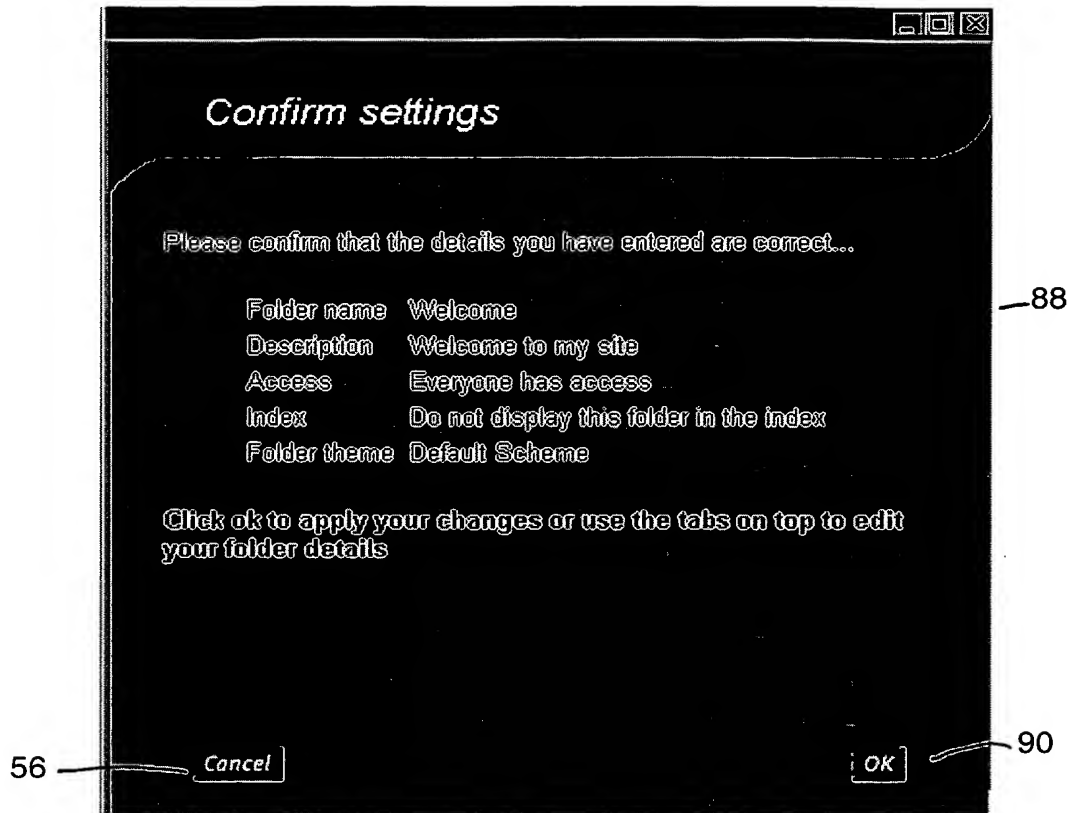 Confirm settings
Please confirm that the details you have entered are correct...
Folder name Welcome
88
Description Welcome to my site
Access Everyone has access
Index Do not display this folder in the index
Folder theme Default Scheme
Click ok to apply your changes or use the tabs on top to edit
your folder details
56 Cancel OK 90